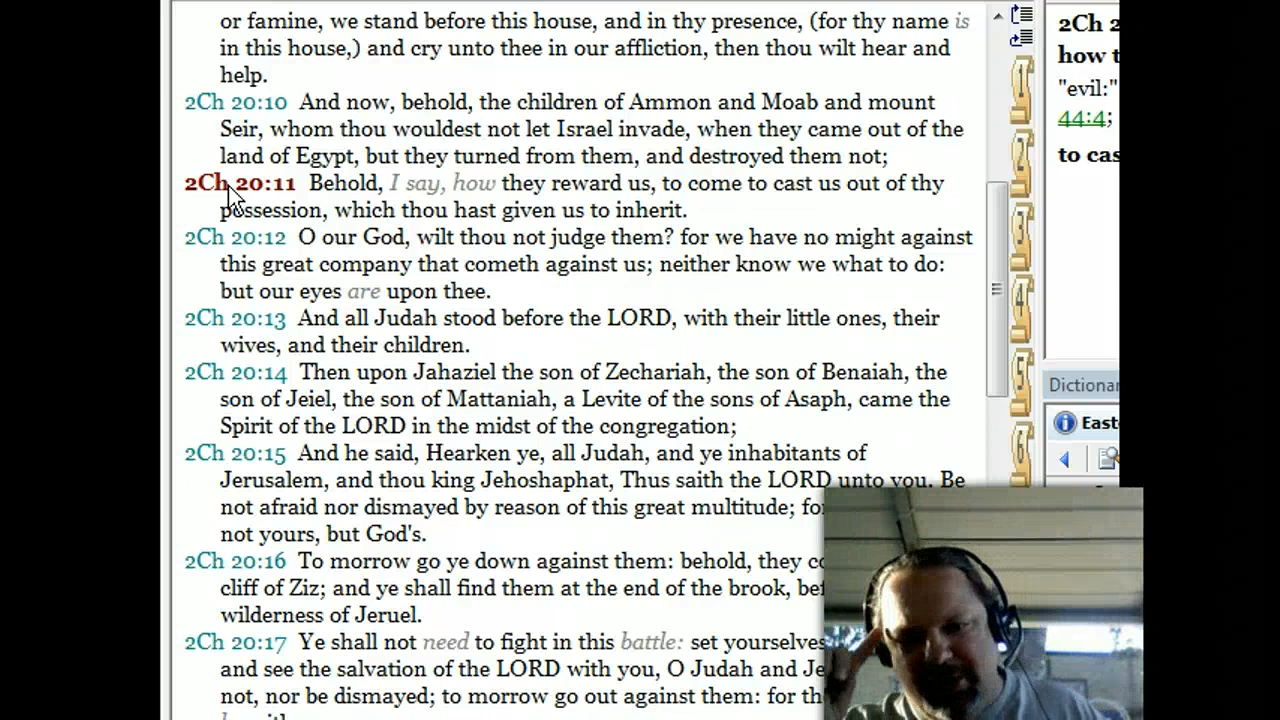 or famine, we stand before this house, and in thy presence, (for thy name is
in this house,) and cry unto thee in our affliction, then thou wilt hear and
help.
2Ch 20:10 And now, behold, the children of Ammon and Moab and mount
Seir, whom thou wouldest not let Israel invade, when they came out of the
land of Egypt, but they turned from them, and destroyed them not;
2Ch 20:11 Behold, I say, how they reward us, to come to cast us out of thy
possession, which thou hast given us to inherit.
2Ch 20:12 O our God, wilt thou not judge them? for we have no might against
this great company that cometh against us; neither know we what to do:
but our eyes are upon thee.
2Ch 20:13 And all Judah stood before the LORD, with their little ones, their
wives, and their children.
2Ch 20:14 Then upon Jahaziel the son of Zechariah, the son of Benaiah, the
son of Jeiel, the son of Mattaniah, a Levite of the sons of Asaph, came the
Spirit of the LORD in the midst of the congregation;
2Ch 20:15 And he said, Hearken ye, all Judah, and ye inhabitants of
Jerusalem, and thou king Jehoshaphat, Thus saith the LORD unto you. Be
not afraid nor dismayed by reason of this great multitude; fo
not yours, but God's.
2Ch 20:16 To morrow go ye down against them: behold, they co
cliff of Ziz; and ye shall find them at the end of the brook, bef
wilderness of Jeruel.
2Ch 20:17 Ye shall not need to fight in this battle: set yourselves
and see the salvation of the LORD with you, O Judah and Je
not, nor be dismayed; to morrow go out against them: for th
1
2
3
4
5
6
2Ch 2
how t
"evil:"
44:4;
to cas
Dictionar
East